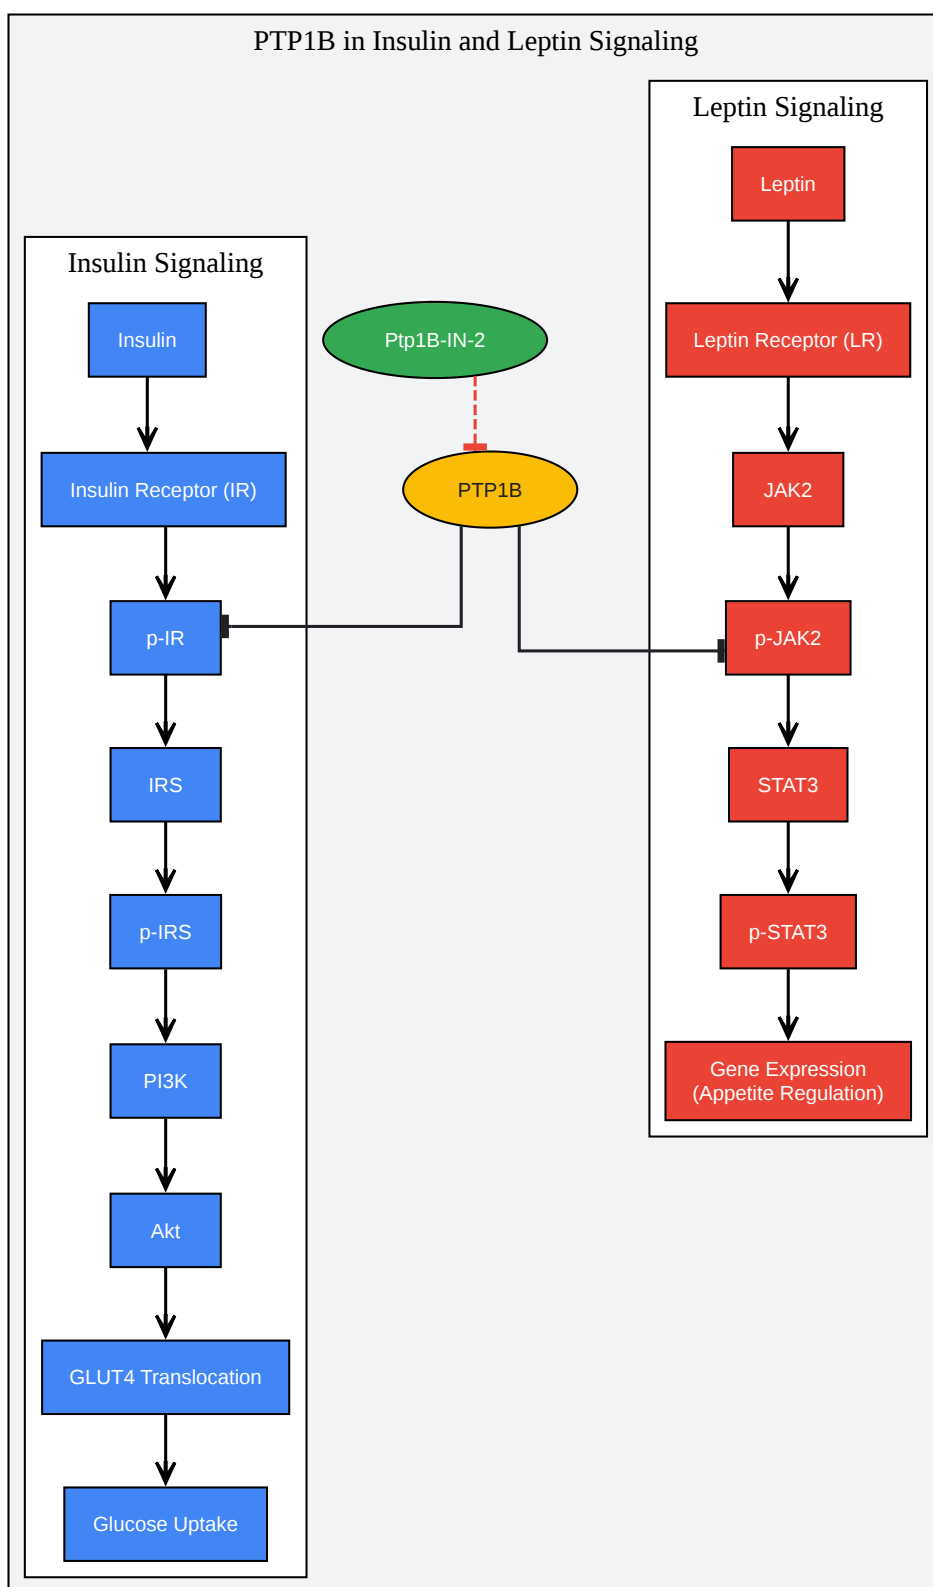 PTP1B in Insulin and Leptin Signaling
Insulin Signaling
Insulin
Insulin Receptor (IR)
p-IR
IRS
p-IRS
PI3K
Akt
GLUT4 Translocation
Glucose Uptake
Ptp1B-IN-2
PTP1B
Leptin Signaling
Leptin
Leptin Receptor (LR)
JAK2
p-JAK2
STAT3
p-STAT3
Gene Expression
(Appetite Regulation)